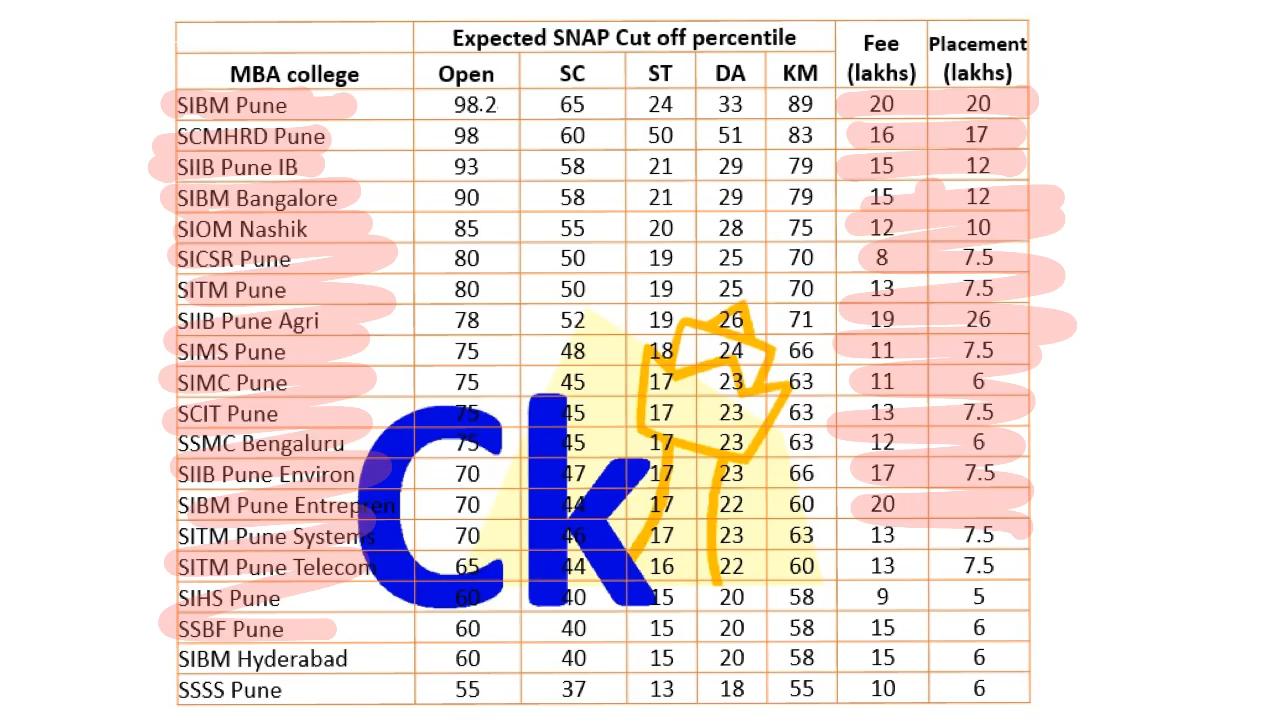 Expected SNAP Cut off percentile Fee Placement
MBA college Open SC ST DA KM (lakhs) (lakhs)
SIBM Pune 98.2 65 24 33 89 20 20
SCMHRD Pune 98 60 50 51 83 16 17
SIIB Pune IB 93 58 21 29 79 15 12
SIBM Bangalore 90 58 21 29 79 15 12
SIOM Nashik 85 55 20 28 75 12 10
SICSR Pune 80 50 19 25 70 8 7.5
SITM Pune 80 50 19 25 70 13 7.5
SIIB Pune Agri 78 52 19 26 71 19 26
SIMS Pune 75 48 18 24 66 11 7.5
SIMC Pune 75 45 17 23 63 11 6
SCIT Pune 75 45 17 23 63 13 7.5
SSMC Bengaluru 75 45 17 23 63 12 6
SIIB Pune Environ 70 47 17 23 66 17 7.5
SIBM Pune Entrepren 70 44 17 22 60 20
SITM Pune Systems 70 46 17 23 63 13 7.5
SITM Pune Telecom 65 44 16 22 60 13 7.5
SIHS Pune 60 40 15 20 58 9 5
SSBF Pune 60 40 15 20 58 15 6
SIBM Hyderabad 60 40 15 20 58 15 6
SSSS Pune 55 37 13 18 55 10 6
Ck